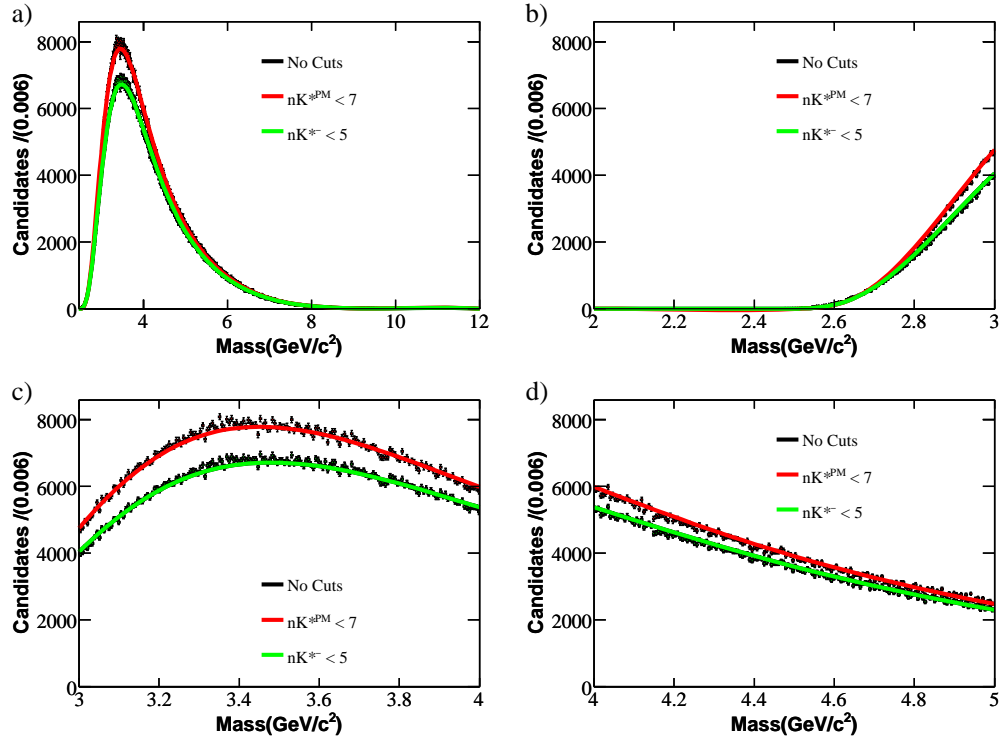 a)
Candidates /(0.006)
8000
6000
4000
2000
0
No Cuts
nK*ᴾᴹ < 7
nK*⁻ < 5
4 6 8 10 12
Mass(GeV/c²)
b)
Candidates /(0.006)
8000
6000
4000
2000
0
No Cuts
nK*ᴾᴹ < 7
nK*⁻ < 5
2 2.2 2.4 2.6 2.8 3
Mass(GeV/c²)
c)
Candidates /(0.006)
8000
6000
4000
2000
0
No Cuts
nK*ᴾᴹ < 7
nK*⁻ < 5
3 3.2 3.4 3.6 3.8 4
Mass(GeV/c²)
d)
Candidates /(0.006)
8000
6000
4000
2000
0
No Cuts
nK*ᴾᴹ < 7
nK*⁻ < 5
4 4.2 4.4 4.6 4.8 5
Mass(GeV/c²)